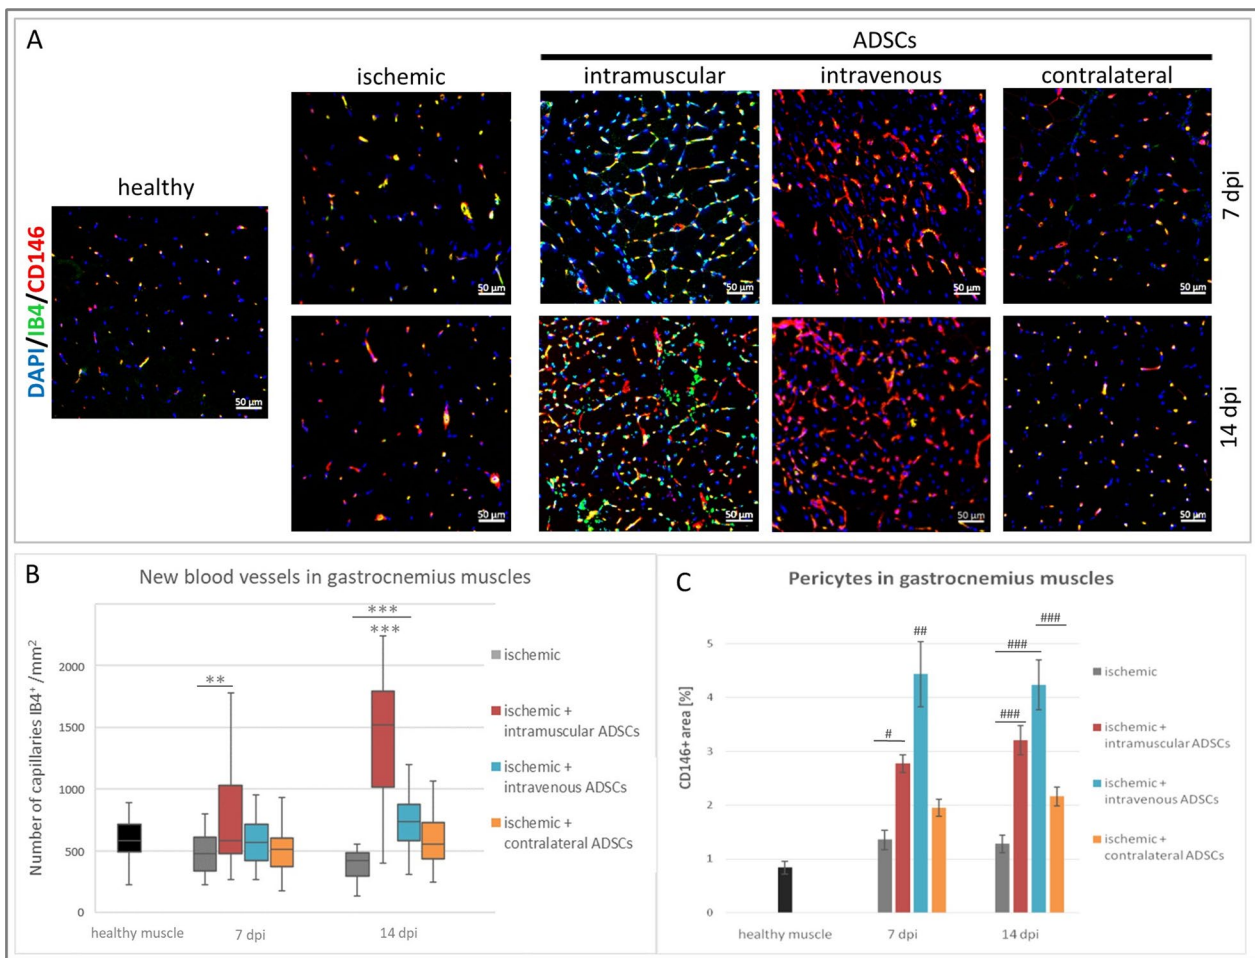 A
ADSCs
ischemic
intramuscular
intravenous
contralateral
healthy
DAPI/IB4/CD146
50 µm
50 µm
50 µm
50 µm
50 µm
7 dpi
50 µm
50 µm
50 µm
50 µm
14 dpi
B
New blood vessels in gastrocnemius muscles
Number of capillaries IB4⁺ /mm²
2000
1500
1000
500
0
**
***
***
healthy muscle
7 dpi
14 dpi
ischemic
ischemic +
intramuscular ADSCs
ischemic +
intravenous ADSCs
ischemic +
contralateral ADSCs
C
Pericytes in gastrocnemius muscles
CD146+ area [%]
5
4
3
2
1
0
#
##
###
###
###
healthy muscle
7 dpi
14 dpi
ischemic
ischemic +
intramuscular ADSCs
ischemic +
intravenous ADSCs
ischemic +
contralateral ADSCs